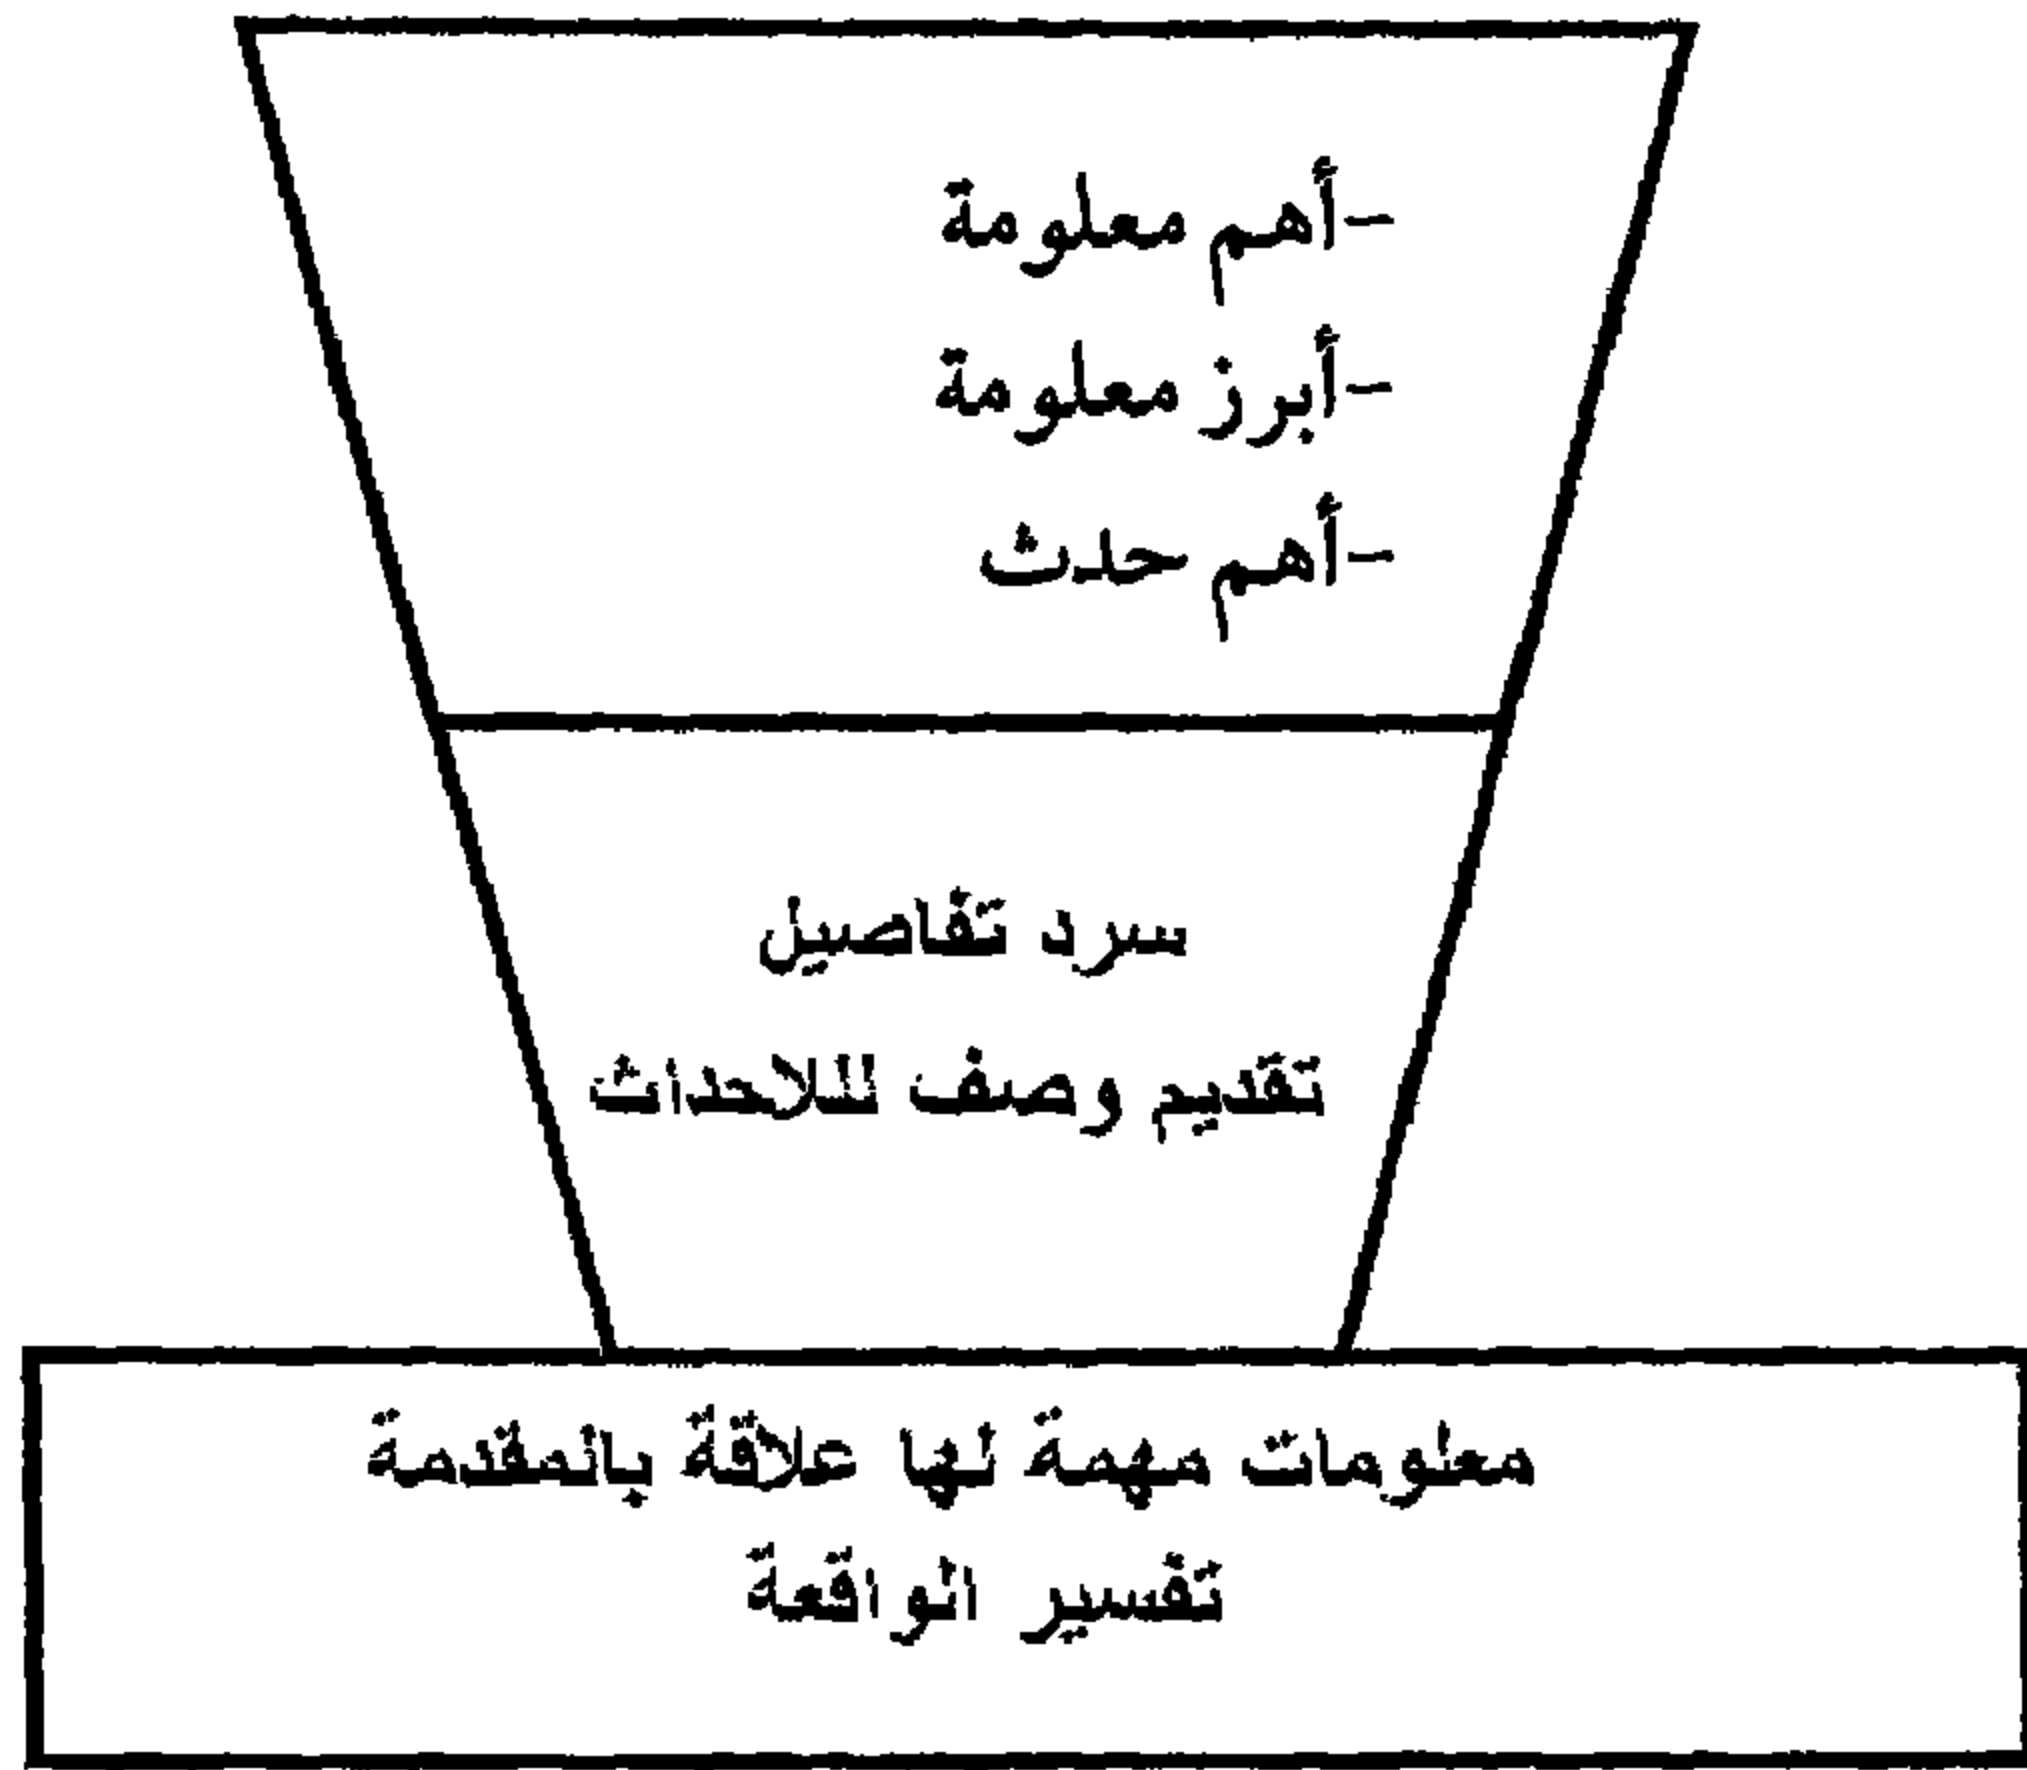 -أهم معلومة
-أبرز معلومة
-أهم حدث
سرد تفاصيل
تقديم وصف للاحداث
معلومات مهمة لها علاقة بالمقدمة
تفسير الواقعة